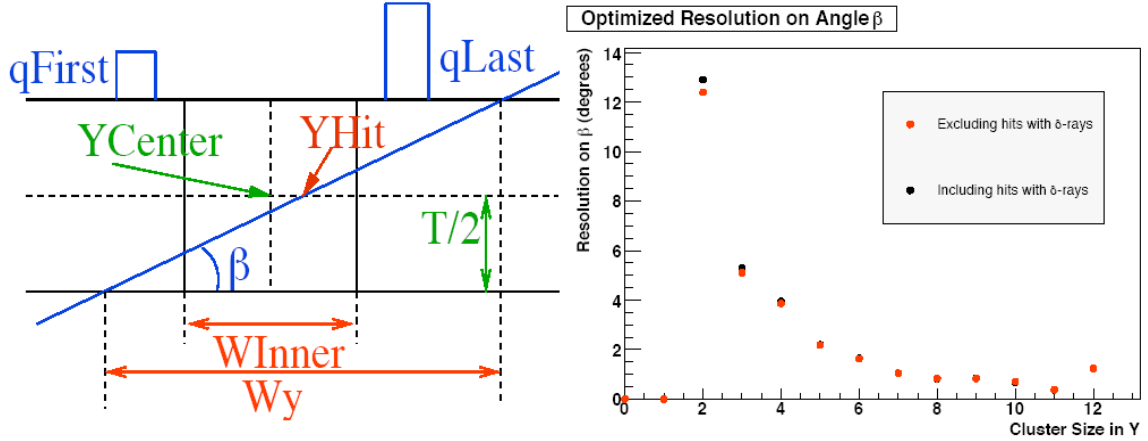 qFirst
qLast
YCenter
YHit
T/2
β
WInner
Wy
Optimized Resolution on Angle β
Resolution on β (degrees)
14
12
10
8
6
4
2
0
Excluding hits with δ-rays
Including hits with δ-rays
0 2 4 6 8 10 12
Cluster Size in Y